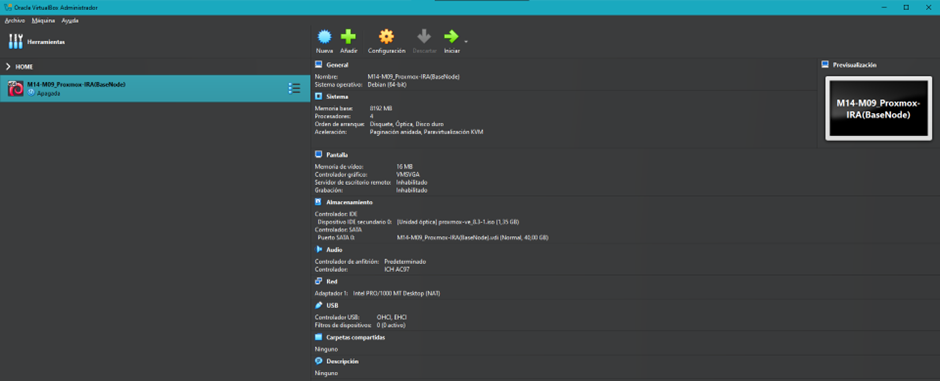 Oracle VirtualBox Administrador
Archivo Máquina Ayuda
Herramientas
HOME
M14-M09_Proxmox-IRA(BaseNode)
Apagada
Nueva Añadir Configuración Descartar Iniciar
General
Nombre: M14-M09_Proxmox-IRA(BaseNode)
Sistema operativo: Debian (64-bit)
Sistema
Memoria base: 8192 MB
Procesadores: 4
Orden de arranque: Disquete, Óptica, Disco duro
Aceleración: Paginación anidada, Paravirtualización KVM
Pantalla
Memoria de vídeo: 16 MB
Controlador gráfico: VMSVGA
Servidor de escritorio remoto: Inhabilitado
Grabación: Inhabilitado
Almacenamiento
Controlador: IDE
Dispositivo IDE secundario 0: [Unidad óptica] proxmox-ve_8.3-1.iso (1,35 GB)
Controlador: SATA
Puerto SATA 0: M14-M09_Proxmox-IRA(BaseNode).vdi (Normal, 40,00 GB)
Audio
Controlador de anfitrión: Predeterminado
Controlador: ICH AC97
Red
Adaptador 1: Intel PRO/1000 MT Desktop (NAT)
USB
Controlador USB: OHCI, EHCI
Filtros de dispositivos: 0 (0 activo)
Carpetas compartidas
Ninguno
Descripción
Ninguno
Previsualización
M14-M09_Proxmox-
IRA(BaseNode)